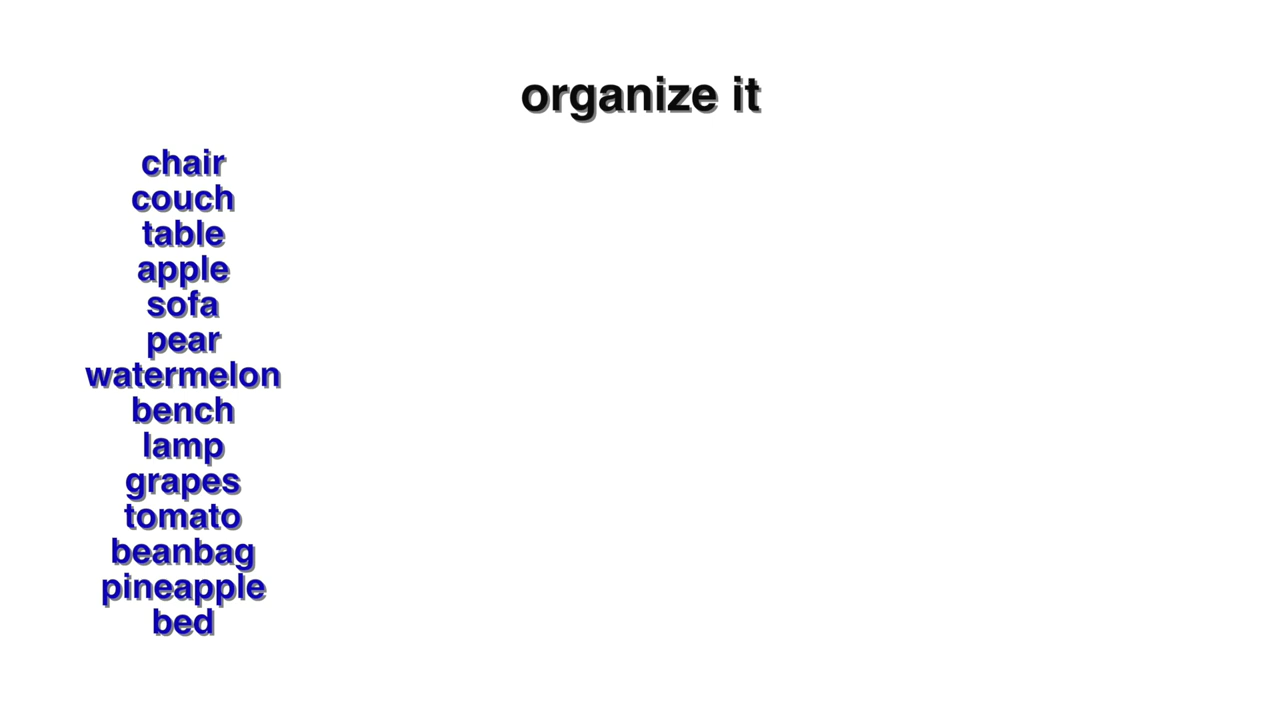 organize it
chair
couch
table
apple
sofa
pear
watermelon
bench
lamp
grapes
tomato
beanbag
pineapple
bed